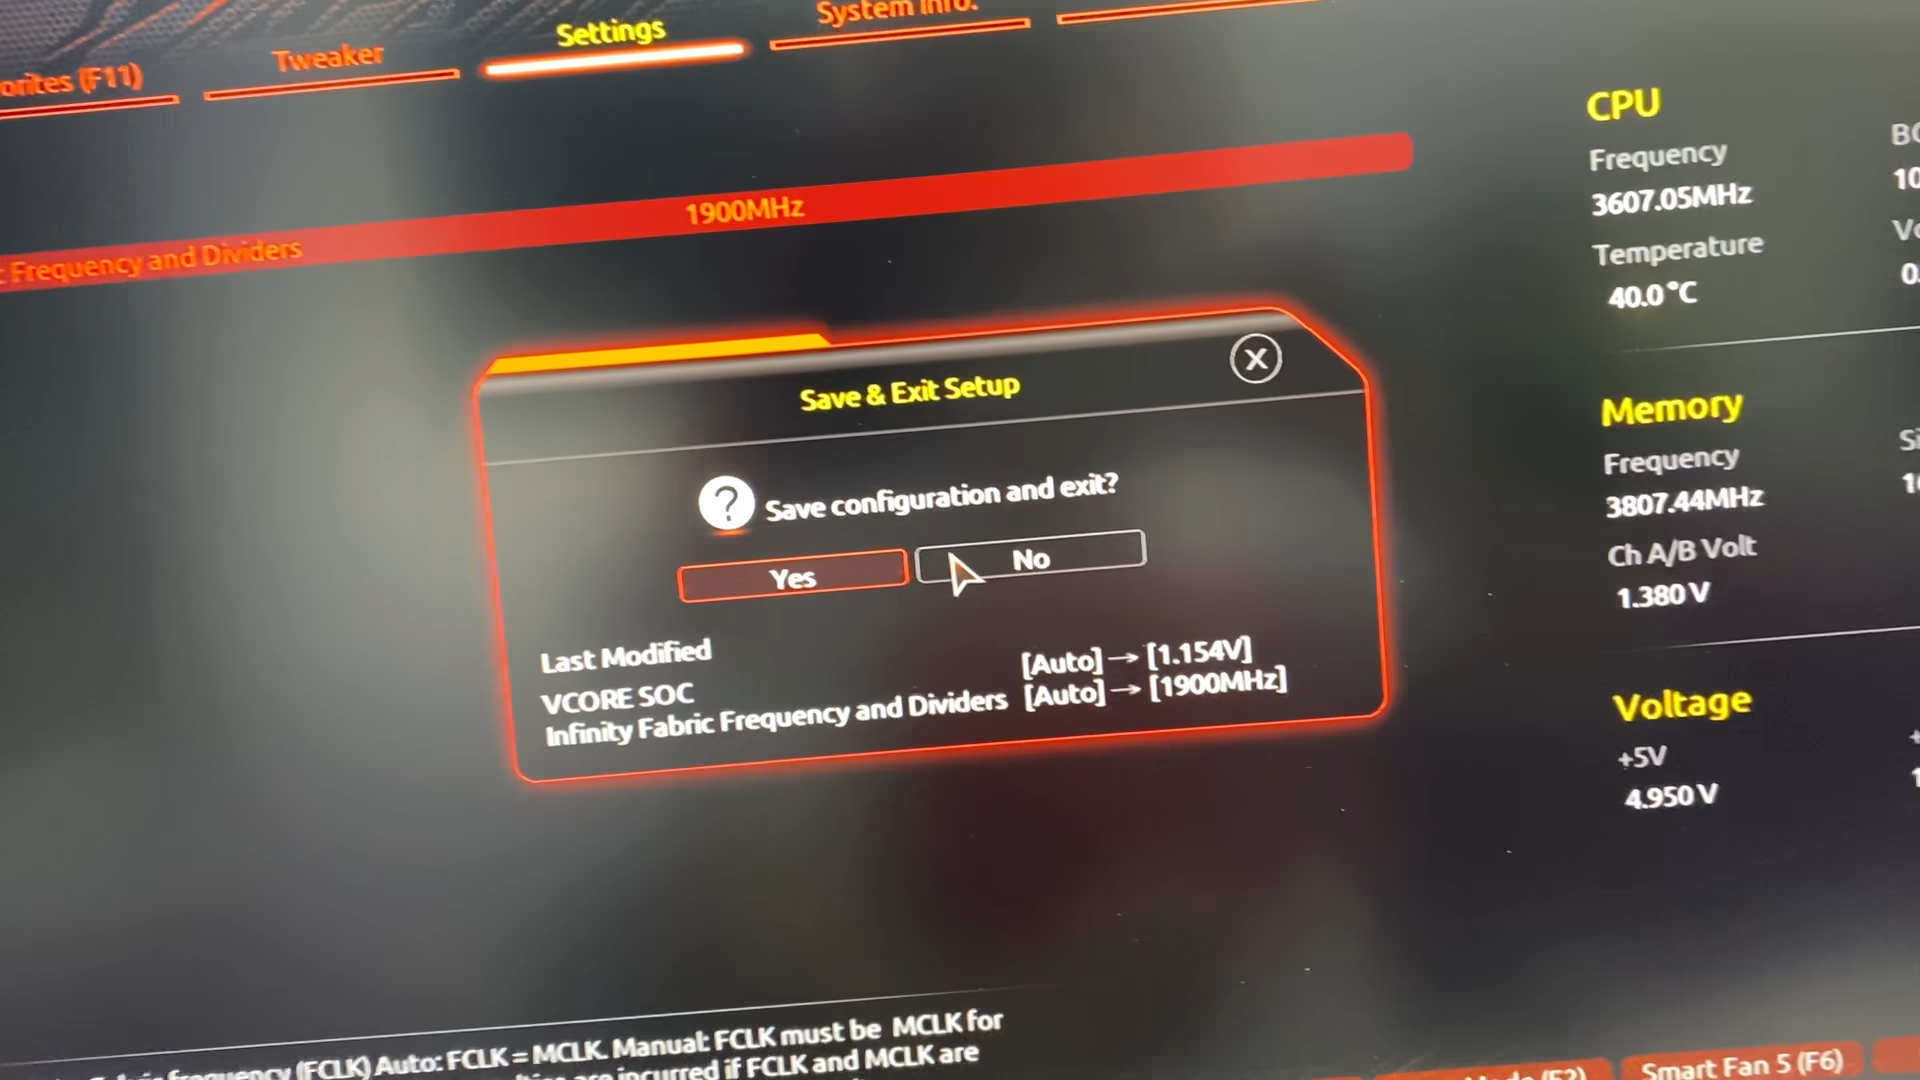 (F11)
Tweaker
Settings
System Info.
1900MHz
Frequency and Dividers
CPU
Frequency
3607.05MHz
Temperature
40.0°C
Save & Exit Setup
X
? Save configuration and exit?
Yes
No
Last Modified
VCORE SOC [Auto]→[1.154V]
Infinity Fabric Frequency and Dividers [Auto]→[1900MHz]
Memory
Frequency
3807.44MHz
Ch A/B Volt
1.380 V
Voltage
+5V
4.950 V
frequency (FCLK) Auto: FCLK = MCLK. Manual: FCLK must be MCLK for
incurred if FCLK and MCLK are
(F2)
Smart Fan 5 (F6)